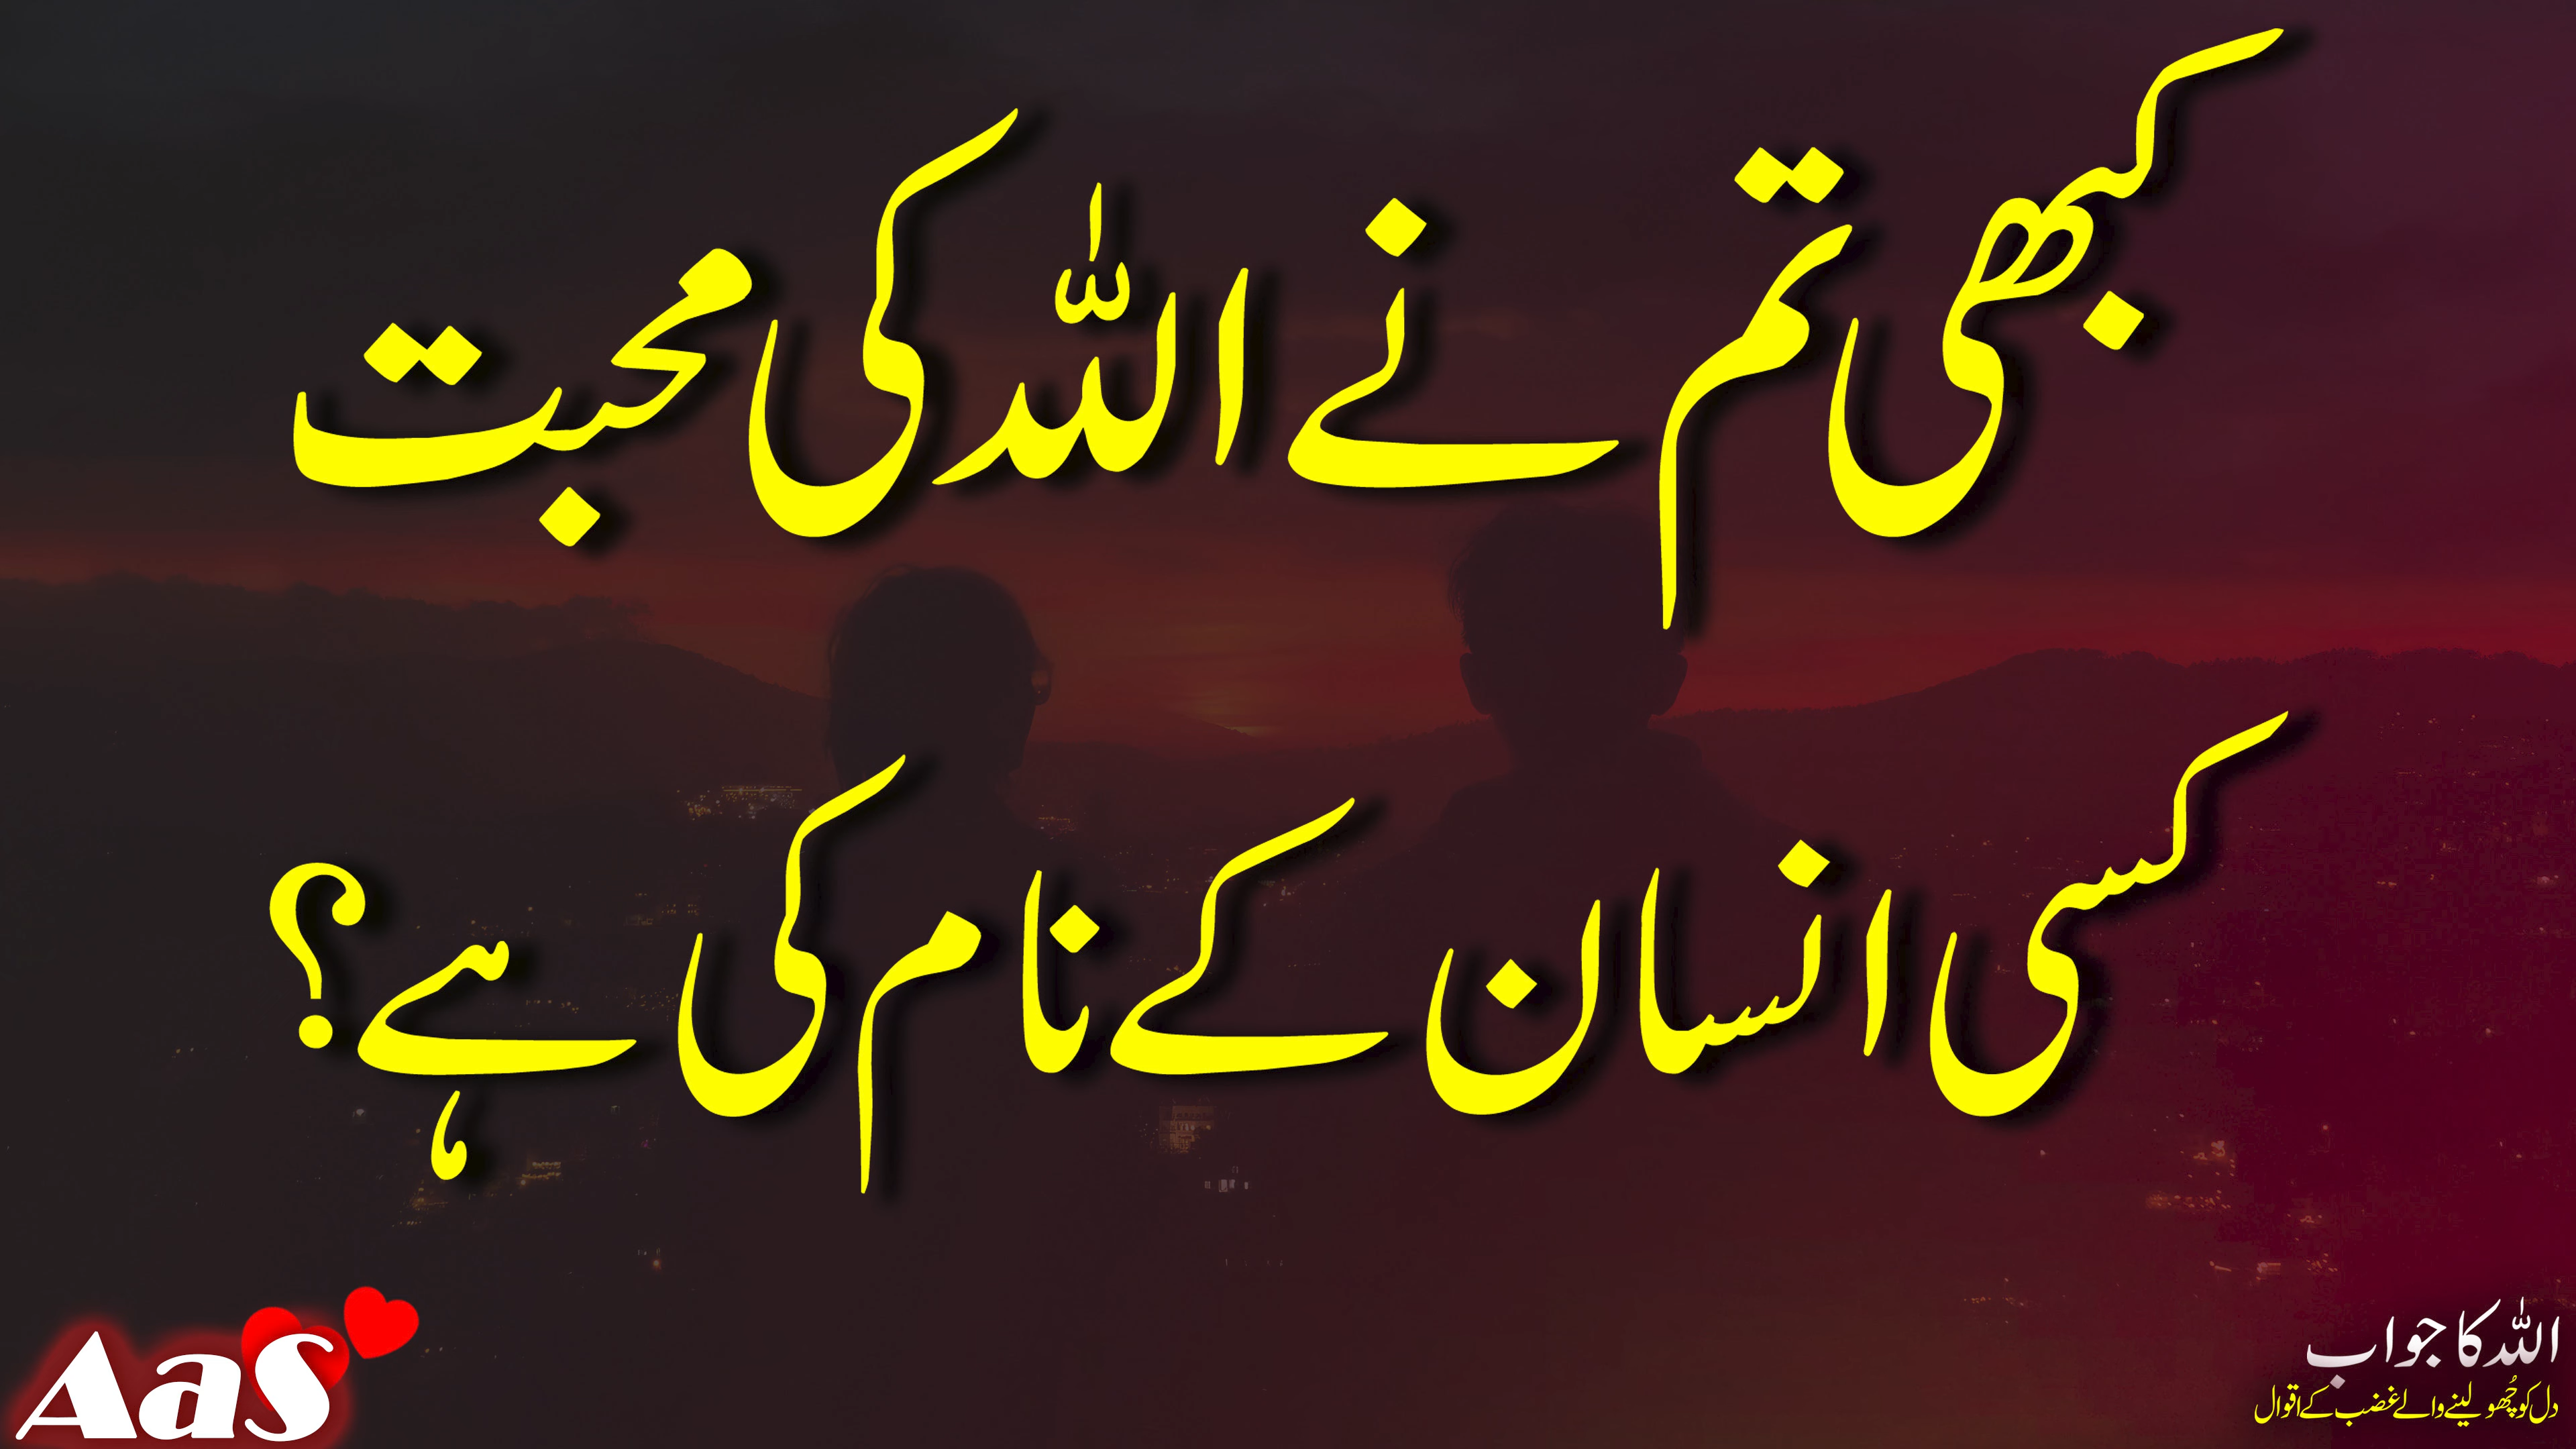 کبھی تم نے اللہ کی محبت
کسی انسان کے نام کی ہے؟
AaS
اللہ کا جواب
دل کو چُھو لینے والے غضب کے اقوال